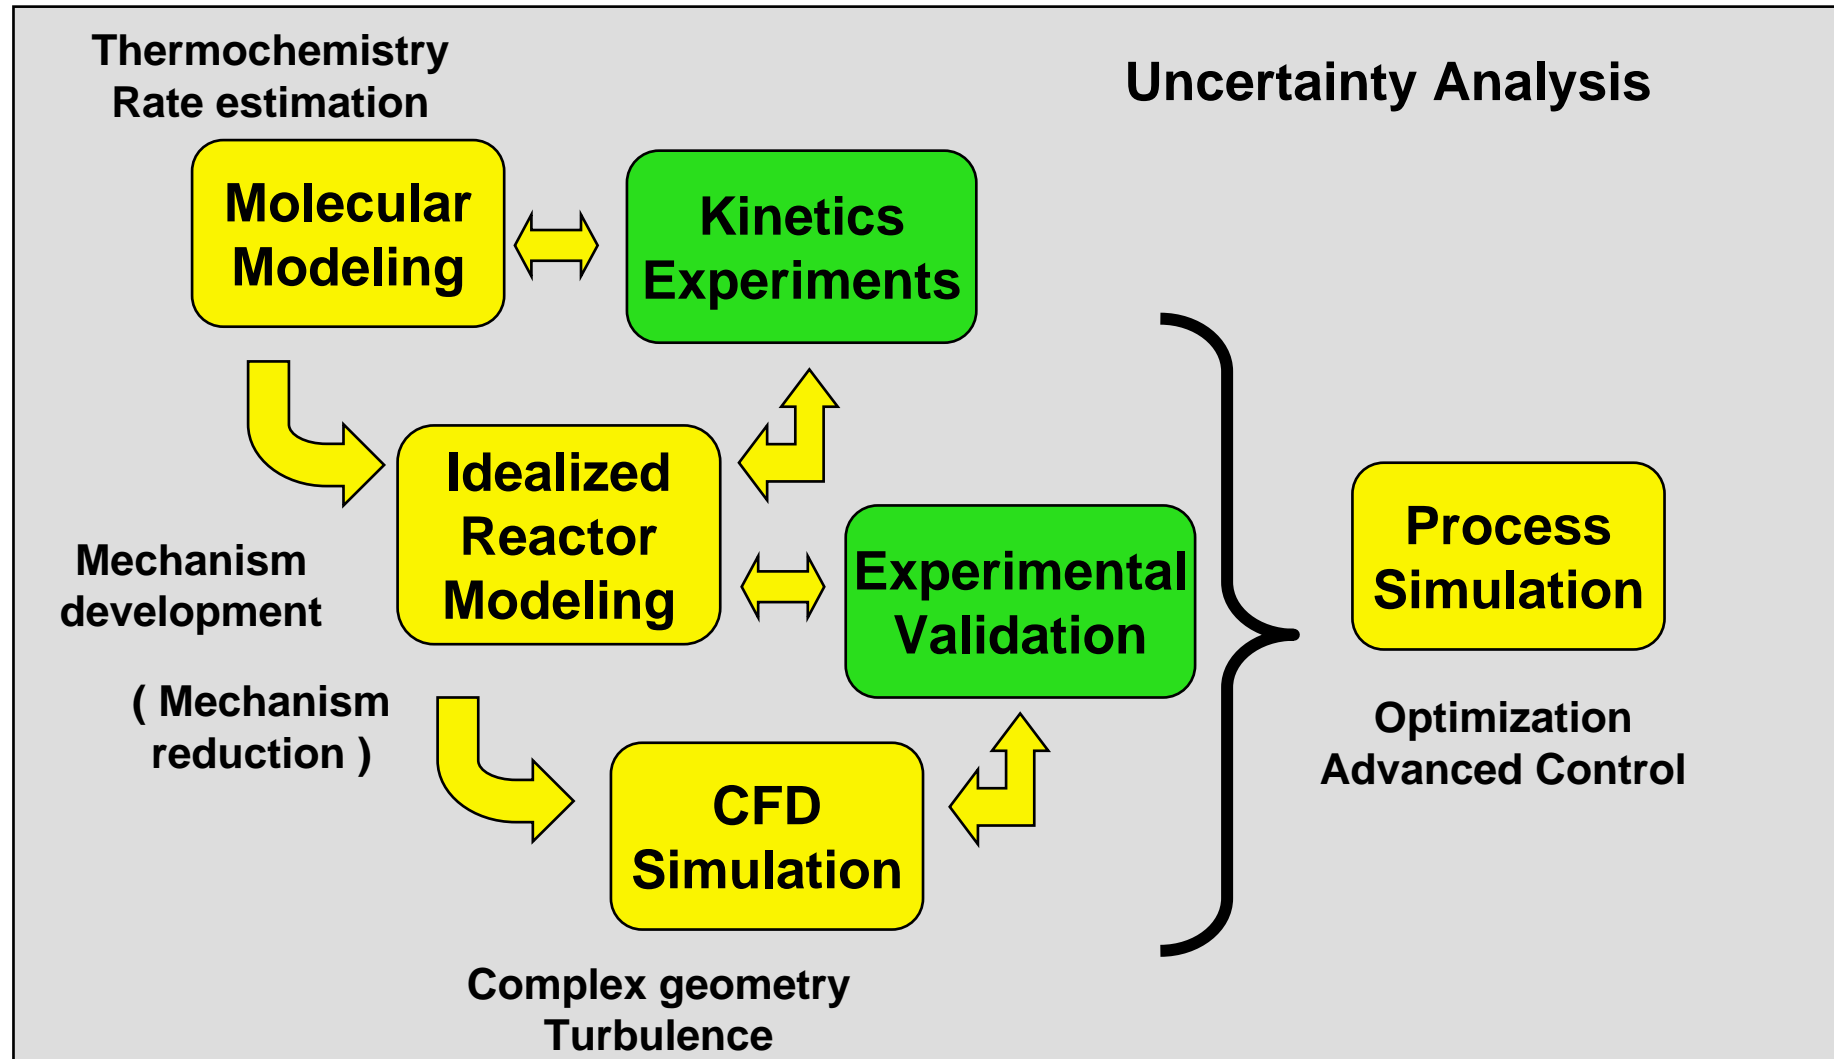 Thermochemistry
Rate estimation
Uncertainty Analysis
Molecular
Modeling
Kinetics
Experiments
Idealized
Reactor
Modeling
Mechanism
development
Experimental
Validation
Process
Simulation
( Mechanism
reduction )
Optimization
Advanced Control
CFD
Simulation
Complex geometry
Turbulence